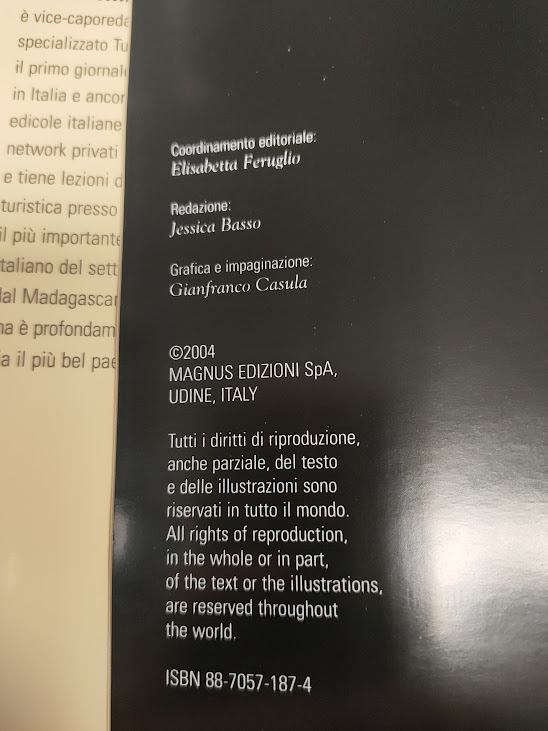 è vice-caporeda
specializzato Tu
il primo giornal
in Italia e ancor
edicole italiane
network privati
e tiene lezioni d
turistica presso
il più importante
taliano del sett
dal Madagascar
na è profondam
ia il più bel pae
Coordinamento editoriale:
Elisabetta Feruglio
Redazione:
Jessica Basso
Grafica e impaginazione:
Gianfranco Casula
©2004
MAGNUS EDIZIONI SpA,
UDINE, ITALY
Tutti i diritti di riproduzione,
anche parziale, del testo
e delle illustrazioni sono
riservati in tutto il mondo.
All rights of reproduction,
in the whole or in part,
of the text or the illustrations,
are reserved throughout
the world.
ISBN 88-7057-187-4